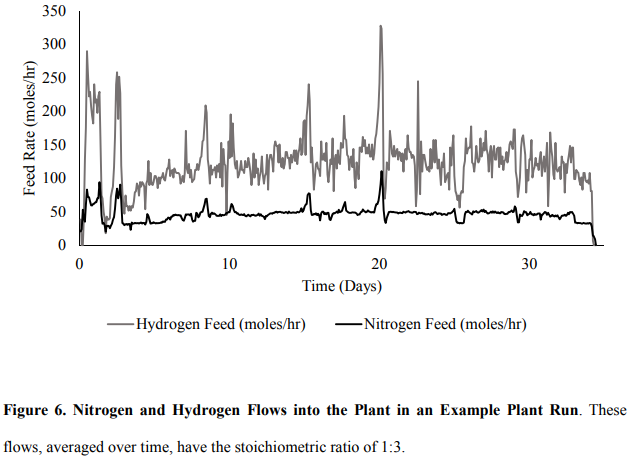 350
300
250
200
150
100
50
0
Feed Rate (moles/hr)
0 10 20 30
Time (Days)
Hydrogen Feed (moles/hr) Nitrogen Feed (moles/hr)
Figure 6. Nitrogen and Hydrogen Flows into the Plant in an Example Plant Run. These
flows, averaged over time, have the stoichiometric ratio of 1:3.